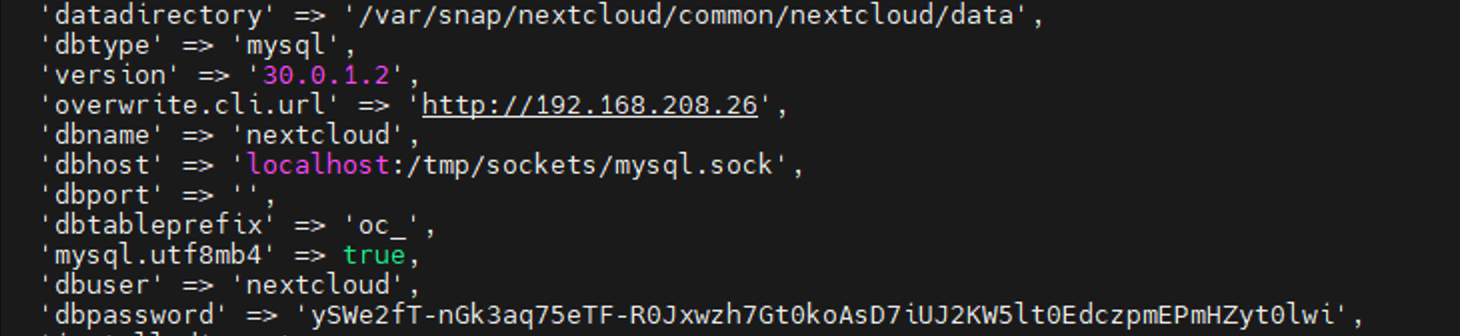 'datadirectory' => '/var/snap/nextcloud/common/nextcloud/data',
'dbtype' => 'mysql',
'version' => '30.0.1.2',
'overwrite.cli.url' => 'http://192.168.208.26',
'dbname' => 'nextcloud',
'dbhost' => 'localhost:/tmp/sockets/mysql.sock',
'dbport' => '',
'dbtableprefix' => 'oc_',
'mysql.utf8mb4' => true,
'dbuser' => 'nextcloud',
'dbpassword' => 'ySWe2fT-nGk3aq75eTF-R0Jxwzh7Gt0koAsD7iUJ2KW5lt0EdczpmEPmHZyt0lwi',